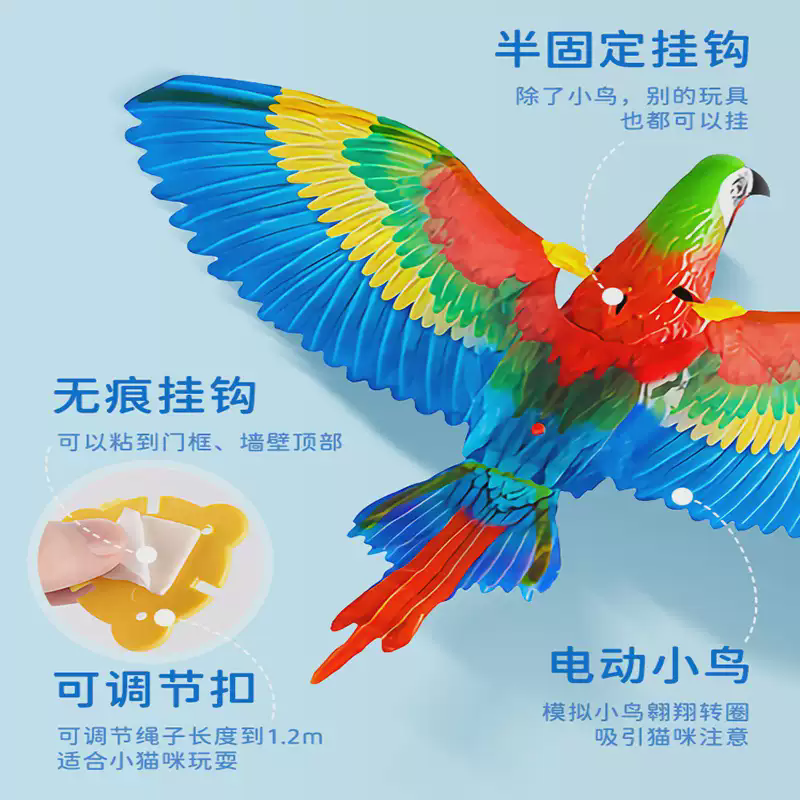 半固定挂钩
除了小鸟，别的玩具
也都可以挂
无痕挂钩
可以粘到门框、墙壁顶部
可调节扣
可调节绳子长度到1.2m
适合小猫咪玩耍
电动小鸟
模拟小鸟翱翔转圈
吸引猫咪注意